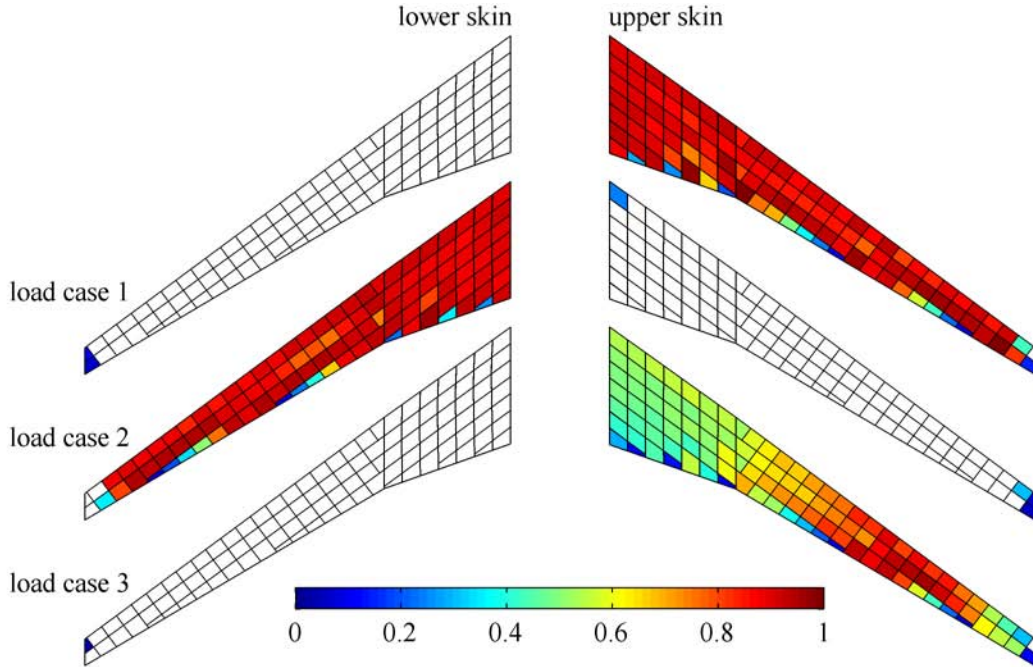 lower skin
upper skin
load case 1
load case 2
load case 3
0 0.2 0.4 0.6 0.8 1